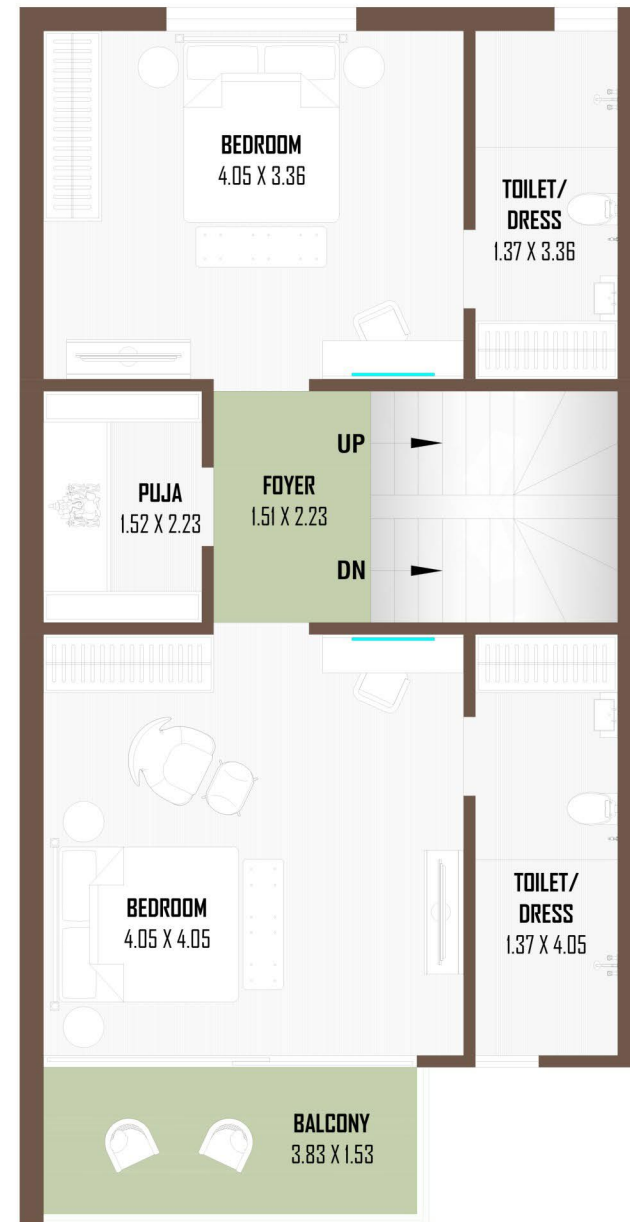 BEDROOM
4.05 X 3.36
TOILET/
DRESS
1.37 X 3.36
UP
PUJA
1.52 X 2.23
FOYER
1.51 X 2.23
DN
BEDROOM
4.05 X 4.05
TOILET/
DRESS
1.37 X 4.05
BALCONY
3.83 X 1.53